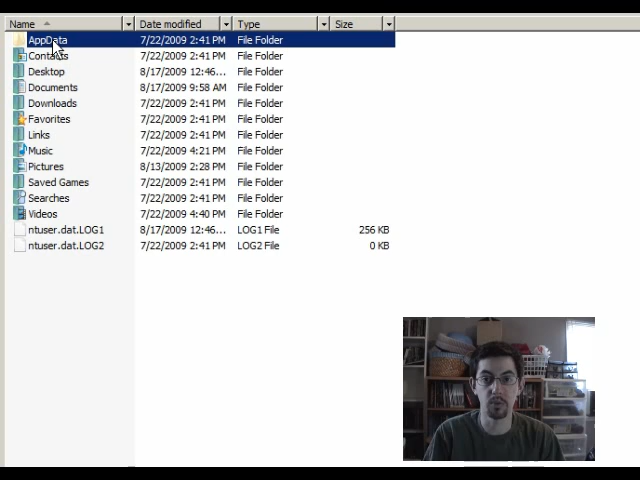 Name Date modified Type Size
AppData 7/22/2009 2:41 PM File Folder
Contacts 7/22/2009 2:41 PM File Folder
Desktop 8/17/2009 12:46... File Folder
Documents 8/17/2009 9:58 AM File Folder
Downloads 7/22/2009 2:41 PM File Folder
Favorites 7/22/2009 2:41 PM File Folder
Links 7/22/2009 2:41 PM File Folder
Music 7/22/2009 4:21 PM File Folder
Pictures 8/13/2009 2:28 PM File Folder
Saved Games 7/22/2009 2:41 PM File Folder
Searches 7/22/2009 2:41 PM File Folder
Videos 7/22/2009 4:40 PM File Folder
ntuser.dat.LOG1 8/17/2009 12:46... LOG1 File 256 KB
ntuser.dat.LOG2 7/22/2009 2:41 PM LOG2 File 0 KB